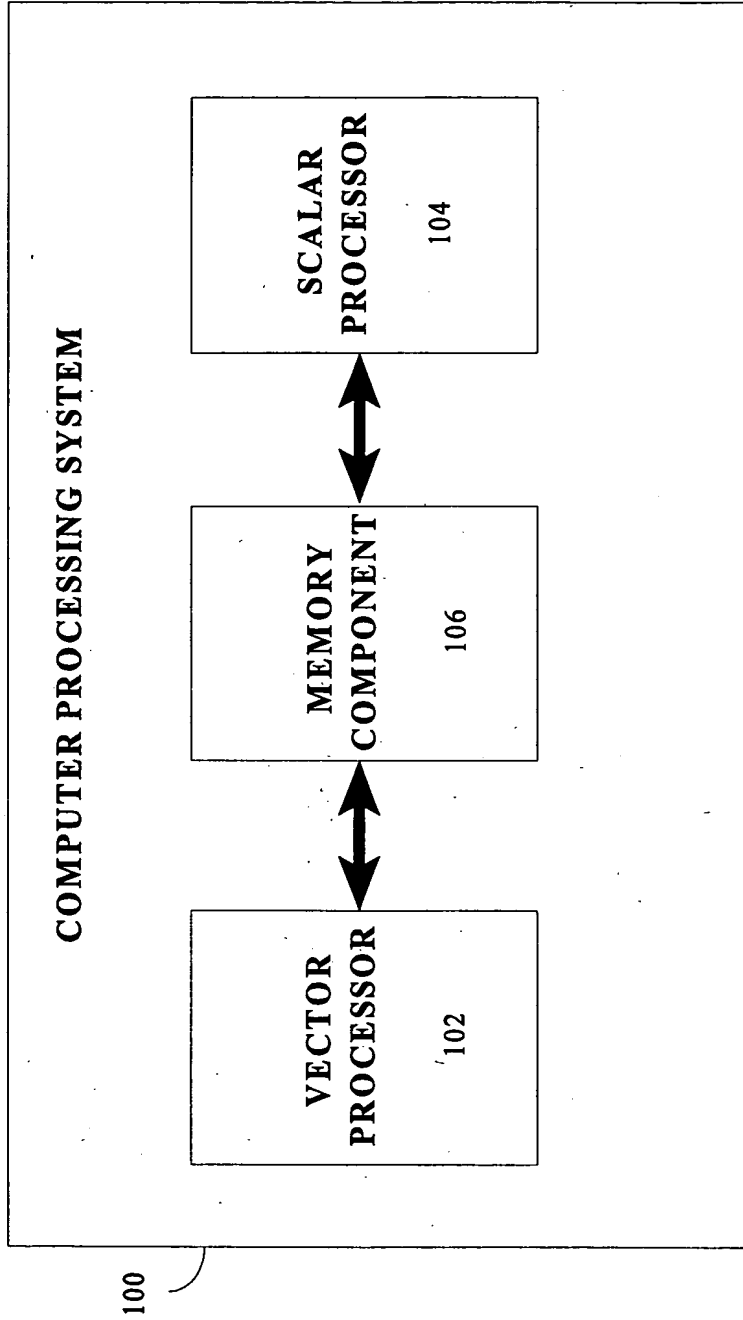 COMPUTER PROCESSING SYSTEM
100
VECTOR
PROCESSOR
102
MEMORY
COMPONENT
106
SCALAR
PROCESSOR
104